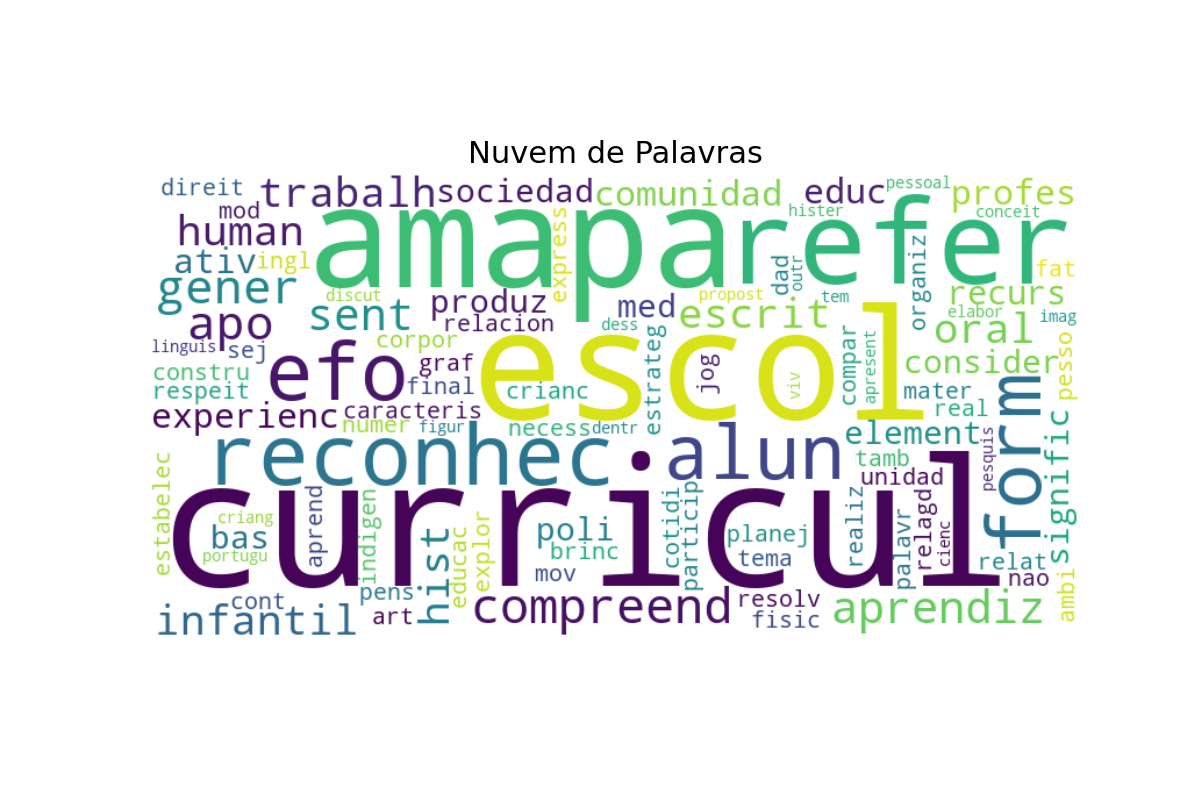 Nuvem de Palavras
direit
trabalh
sociedad
comunidad
educ
pessoal
profes
mod
hister
conceit
human
amapa
refer
express
organiz
ativ
ingl
dad
outr
fat
gener
discut
produz
med
propost
tem
recurs
elabor
imag
apo
sent
relacion
dess
escrit
oral
linguis
sej
corpor
estrateg
compar
apresent
consider
pesso
constru
efo
graf
escol
jog
viv
respeit
final
crianc
mater
real
experienc
caracteris
numer
figur
necess
dentr
element
form
signific
reconhec
alun
tamb
unidad
pesquis
estabelec
curricul
criang
bas
portugu
aprend
indigen
hist
educac
explor
poli
brinc
mov
cotidi
particip
planej
tema
realiz
palavr
relagd
cienc
relat
nao
ambi
pens
infantil
cont
art
compreend
resolv
fisic
aprendiz